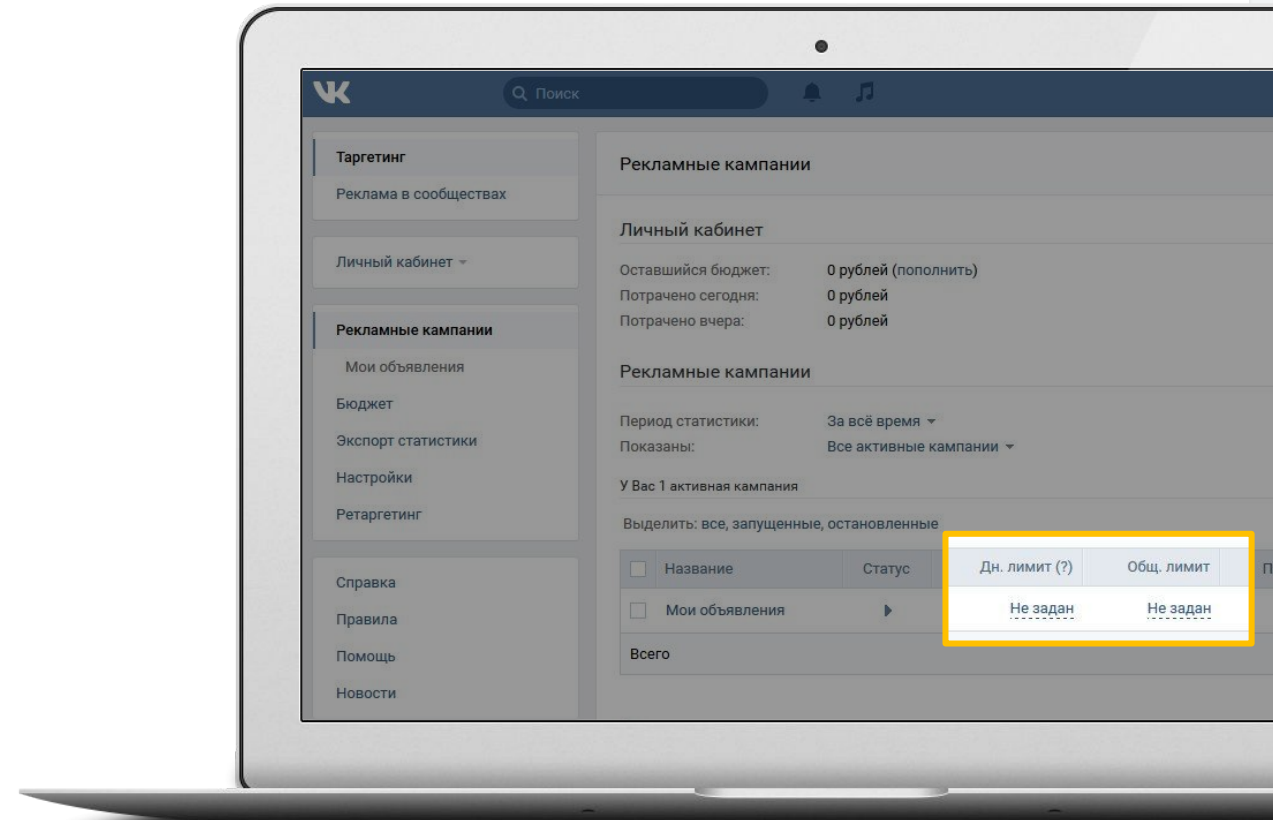 Поиск
Таргетинг
Реклама в сообществах
Личный кабинет
Рекламные кампании
Мои объявления
Бюджет
Экспорт статистики
Настройки
Ретаргетинг
Справка
Правила
Помощь
Новости
Рекламные кампании
Личный кабинет
Оставшийся бюджет: 0 рублей (пополнить)
Потрачено сегодня: 0 рублей
Потрачено вчера: 0 рублей
Рекламные кампании
Период статистики: За всё время
Показаны: Все активные кампании
У Вас 1 активная кампания
Выделить: все, запущенные, остановленные
Название Статус Дн. лимит (?) Общ. лимит
Мои объявления Не задан Не задан
Всего